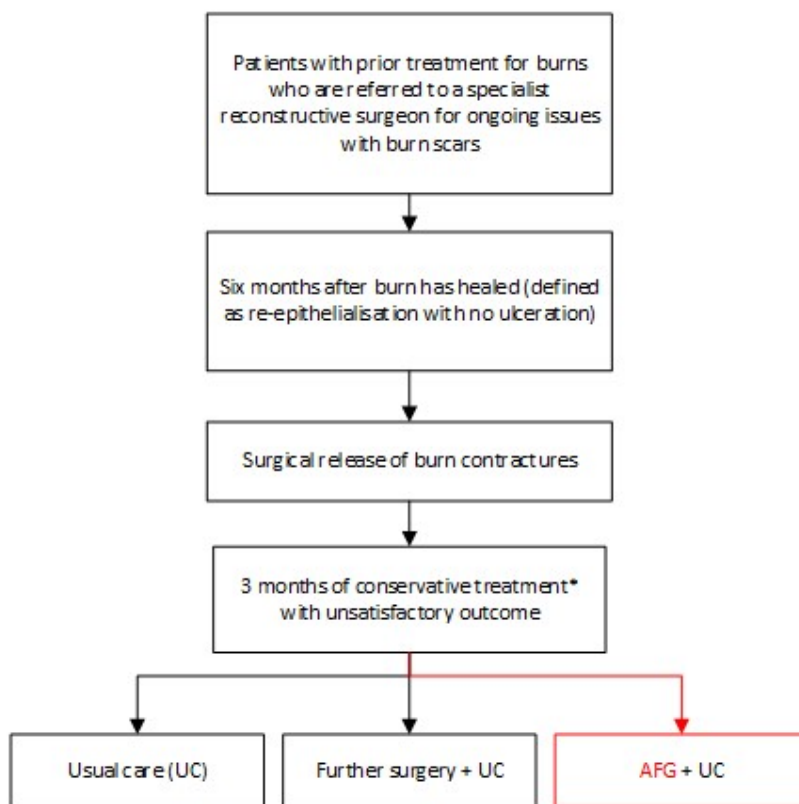 Patients with prior treatment for burns
who are referred to a specialist
reconstructive surgeon for ongoing issues
with burn scars
Six months after burn has healed (defined
as re-epithelialisation with no ulceration)
Surgical release of burn contractures
3 months of conservative treatment*
with unsatisfactory outcome
Usual care (UC)
Further surgery + UC
AFG + UC